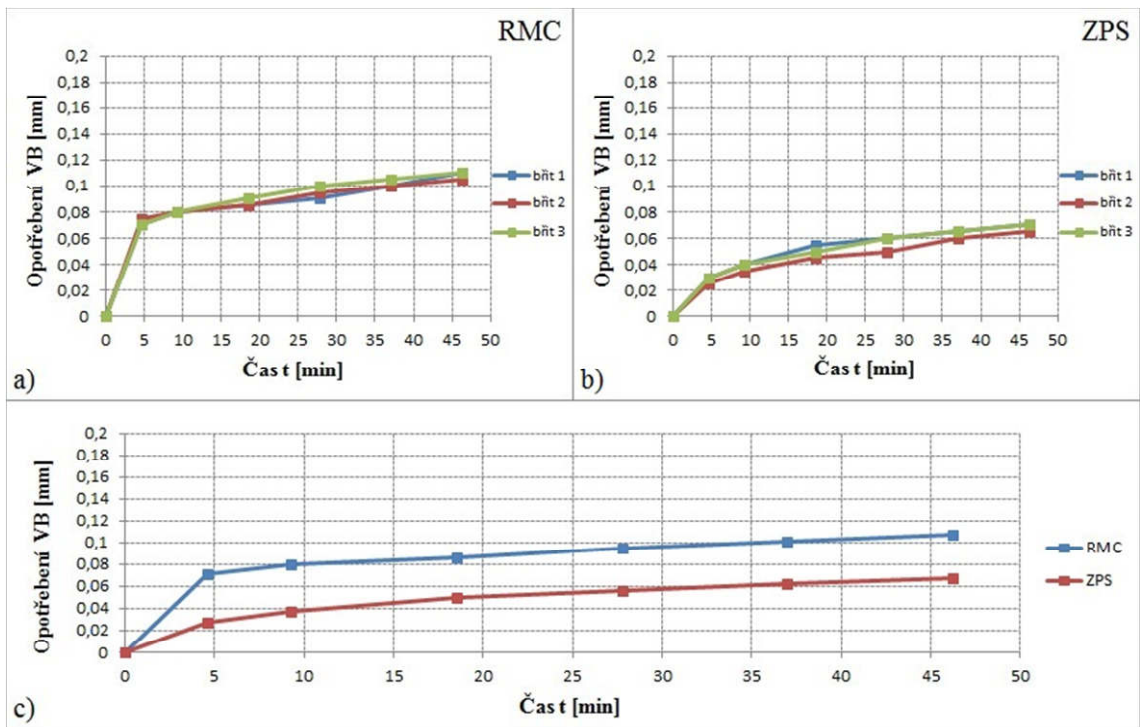 RMC
0,2
0,18
0,16
0,14
0,12
0,1
0,08
0,06
0,04
0,02
0
Opotřebení VB [mm]
0 5 10 15 20 25 30 35 40 45 50
Čas t [min]
břit 1
břit 2
břit 3
a)
ZPS
0,2
0,18
0,16
0,14
0,12
0,1
0,08
0,06
0,04
0,02
0
Opotřebení VB [mm]
0 5 10 15 20 25 30 35 40 45 50
Čas t [min]
břit 1
břit 2
břit 3
b)
0,2
0,18
0,16
0,14
0,12
0,1
0,08
0,06
0,04
0,02
0
Opotřebení VB [mm]
0 5 10 15 20 25 30 35 40 45 50
Čas t [min]
RMC
ZPS
c)